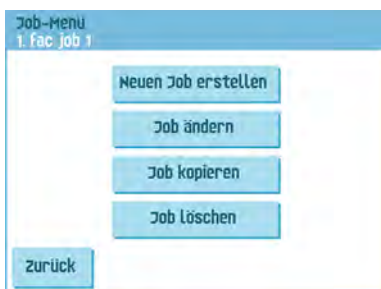 Job-Menu
1. Fac job 1
Neuen Job erstellen
Job ändern
Job kopieren
Job löschen
Zurück